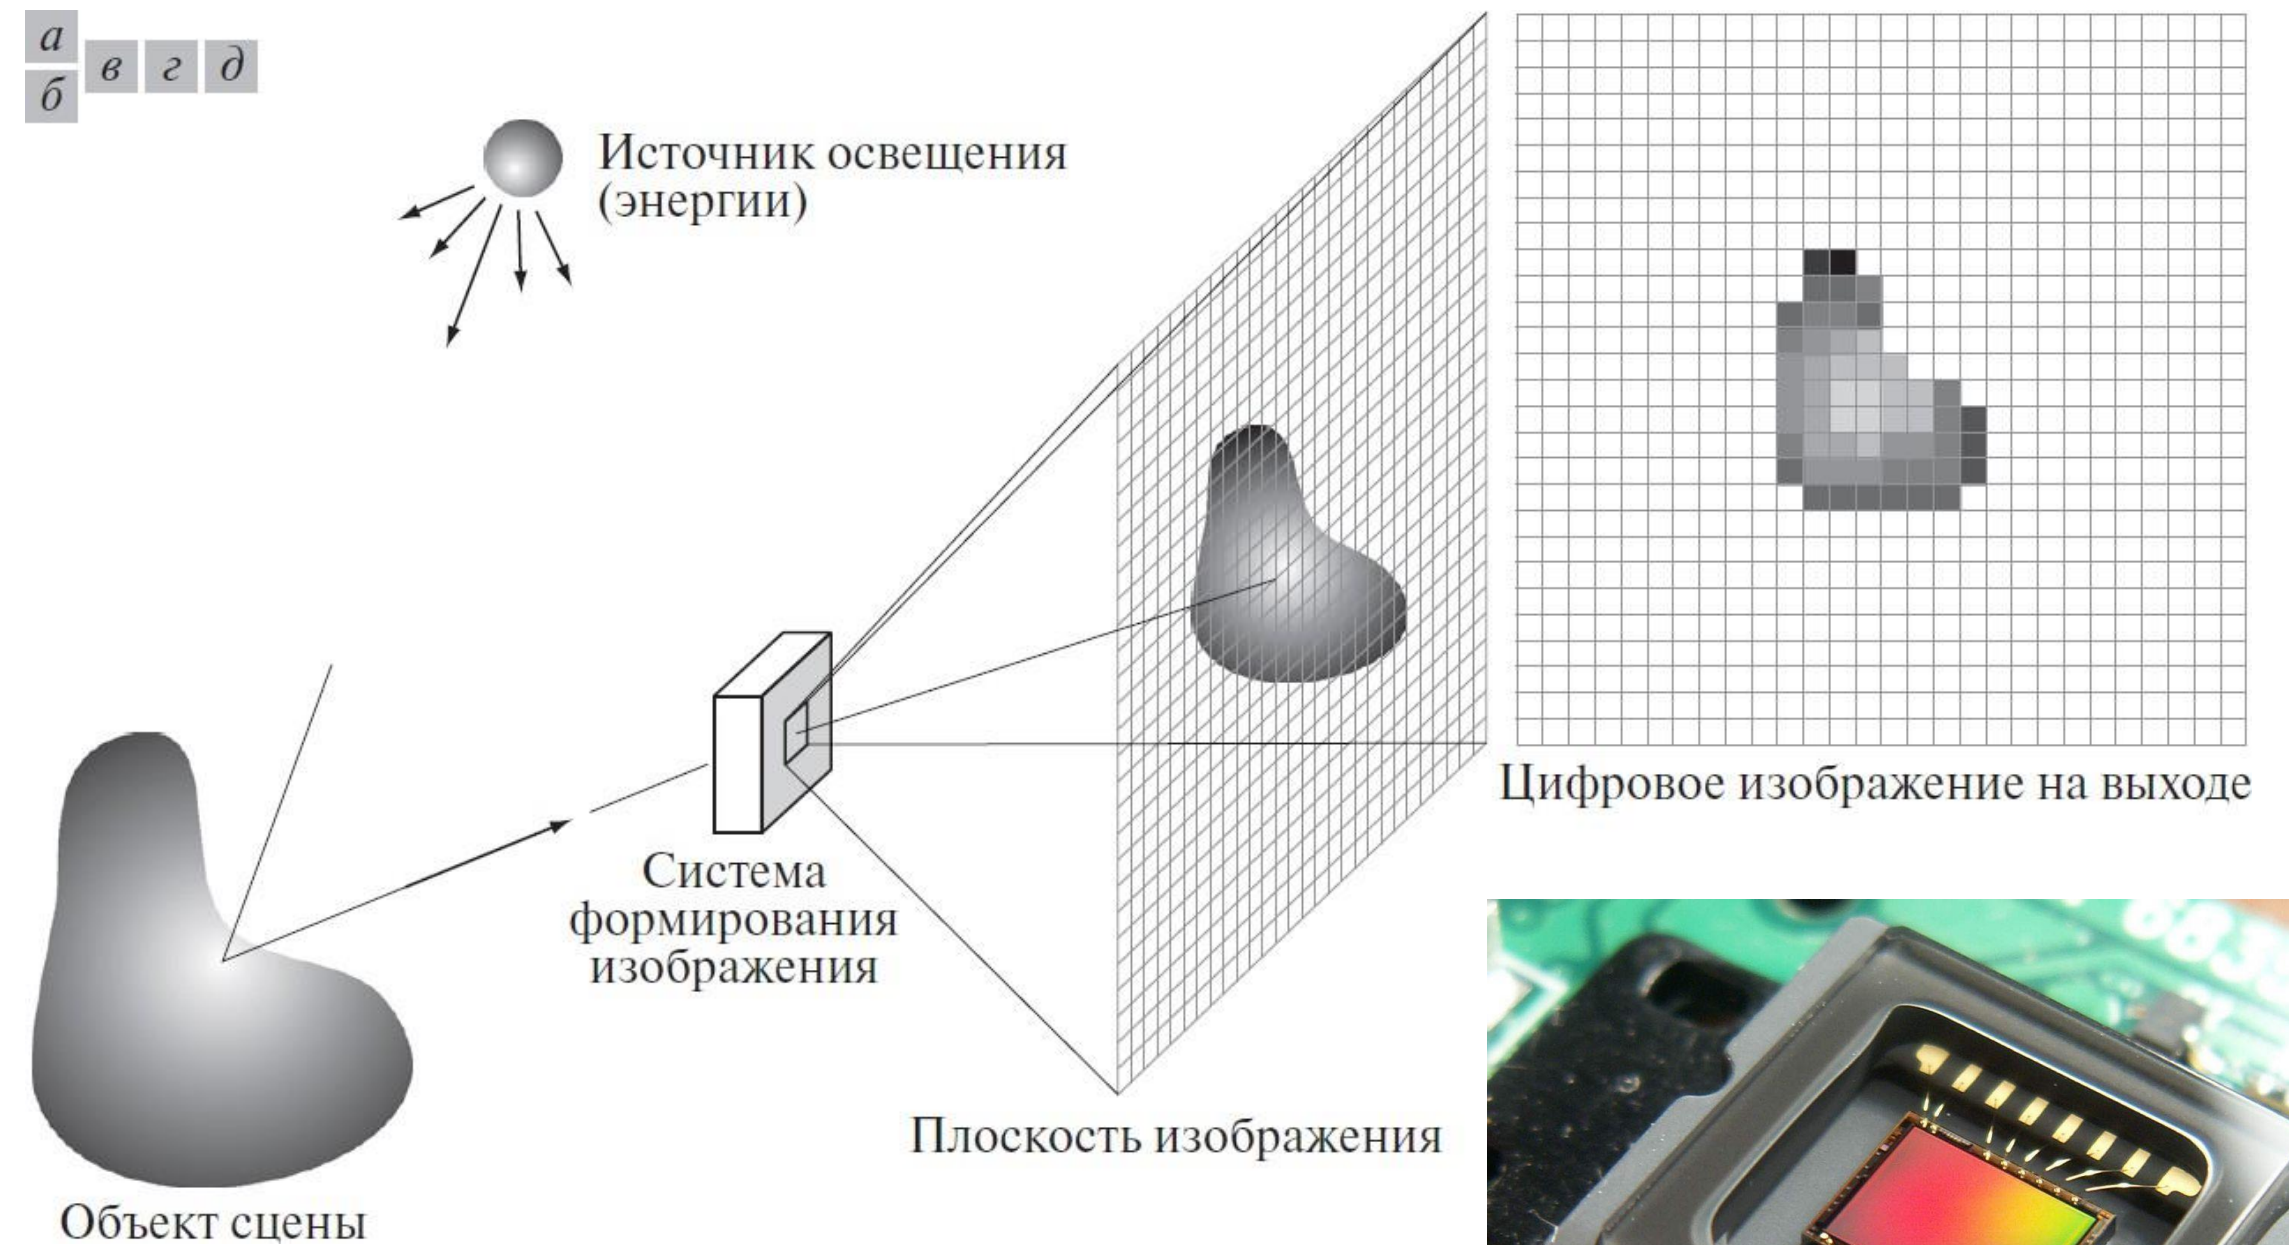 а
б
в г д
Источник освещения
(энергии)
Цифровое изображение на выходе
Система
формирования
изображения
Плоскость изображения
Объект сцены